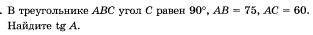 . В треугольнике ABC угол C равен 90°, AB = 75, AC = 60.
Найдите tg A.